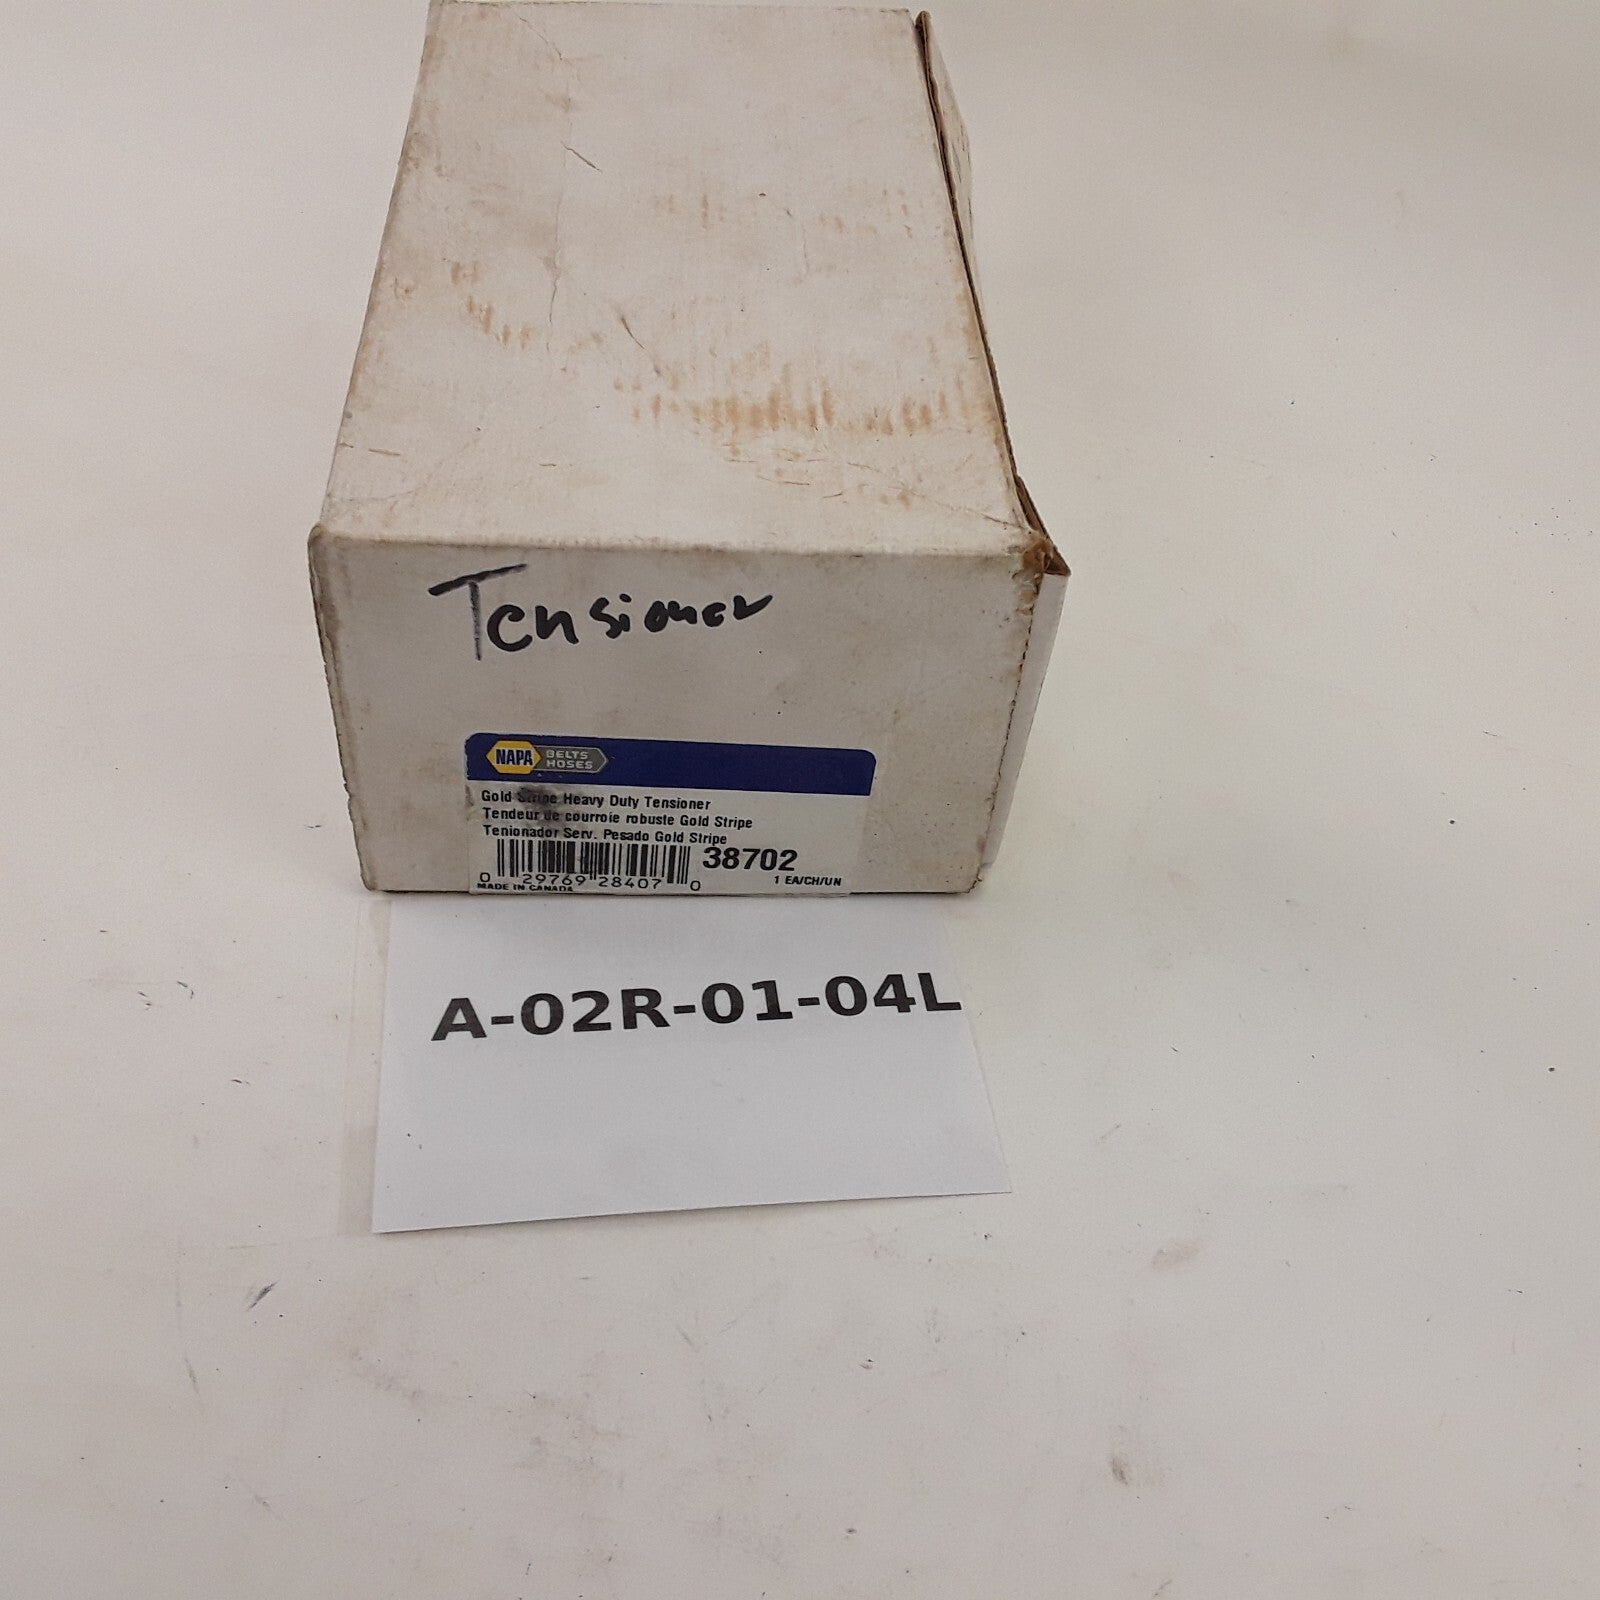 Tensioner
NAPA BELTS HOSES
Gold Stripe Heavy Duty Tensioner
Tendeur de courroie robuste Gold Stripe
Tenionador Serv. Pesado Gold Stripe
38702
0 29769 28407 0
1 EA/CH/UN
MADE IN CANADA
A-02R-01-04L